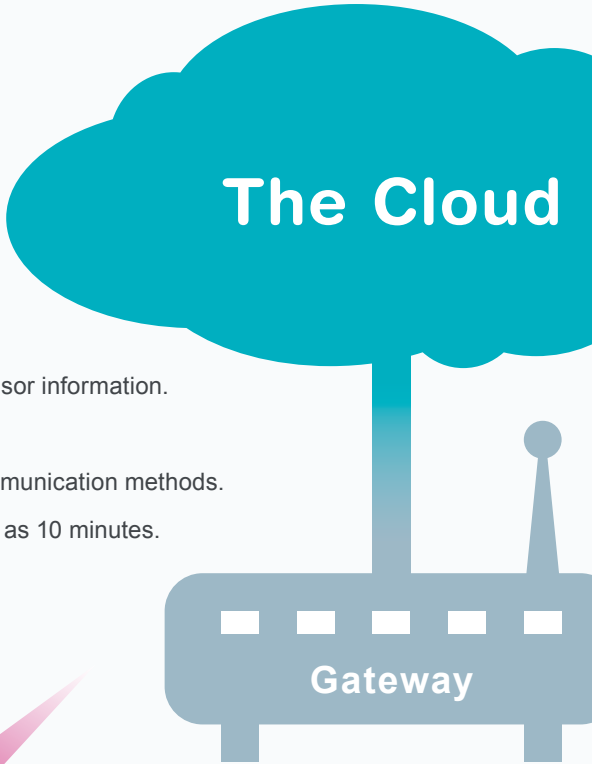 The Cloud
sor information.
munication methods.
as 10 minutes.
Gateway